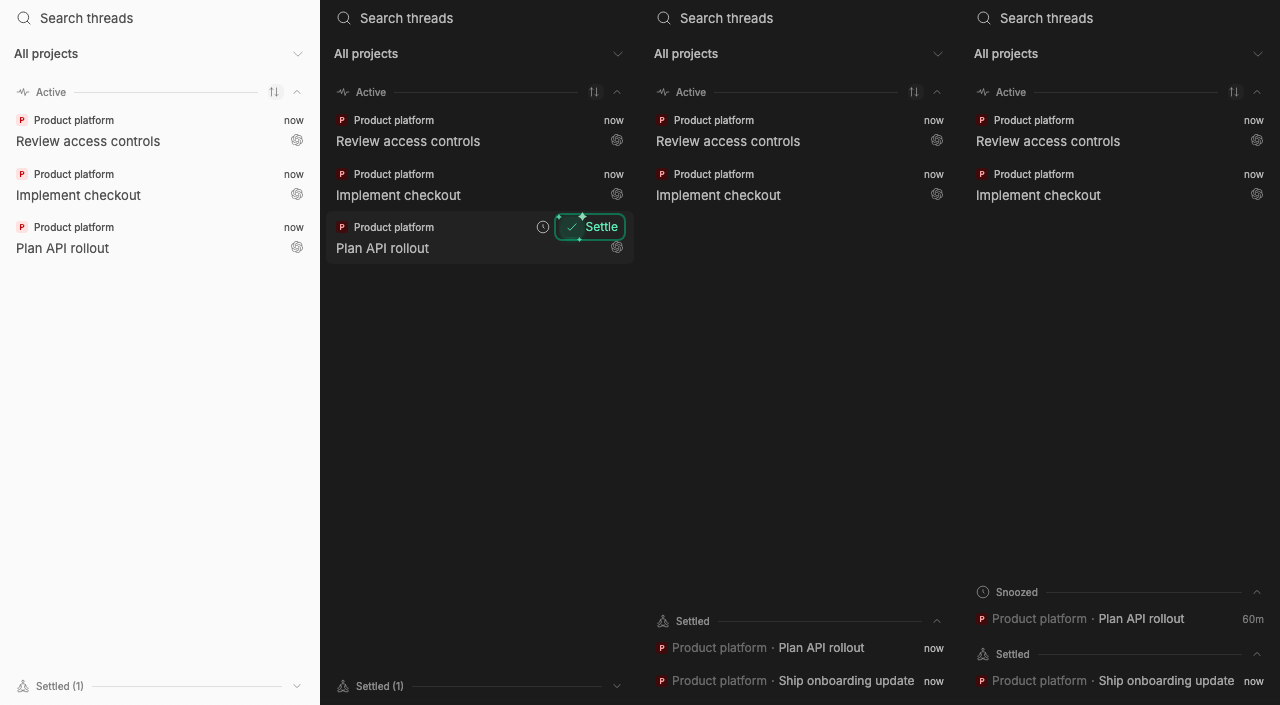 Search threads
All projects
Active
P Product platform now
Review access controls
P Product platform now
Implement checkout
P Product platform now
Plan API rollout
Settled (1)
Search threads
All projects
Active
P Product platform now
Review access controls
P Product platform now
Implement checkout
P Product platform Settle
Plan API rollout
Settled (1)
Search threads
All projects
Active
P Product platform now
Review access controls
P Product platform now
Implement checkout
Settled
P Product platform · Plan API rollout now
P Product platform · Ship onboarding update now
Search threads
All projects
Active
P Product platform now
Review access controls
P Product platform now
Implement checkout
Snoozed
P Product platform · Plan API rollout 60m
Settled
P Product platform · Ship onboarding update now